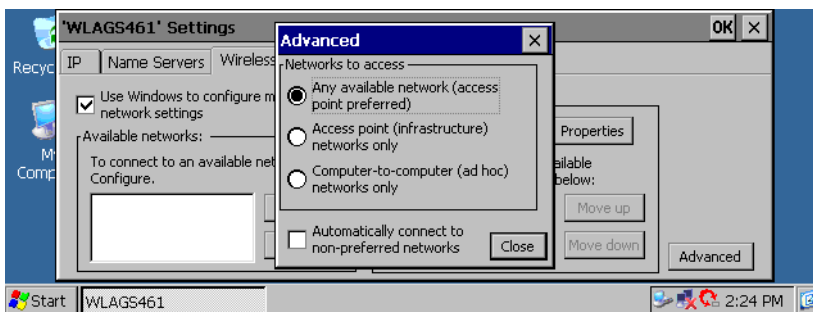 'WLAGS461' Settings
OK
Recyc
IP
Name Servers
Wireless
Use Windows to configure m
network settings
Available networks:
To connect to an available net
Configure.
My
Comp
Advanced
Networks to access
Any available network (access
point preferred)
Access point (infrastructure)
networks only
Computer-to-computer (ad hoc)
networks only
Automatically connect to
non-preferred networks
Close
Properties
ailable
below:
Move up
Move down
Advanced
Start
WLAGS461
2:24 PM